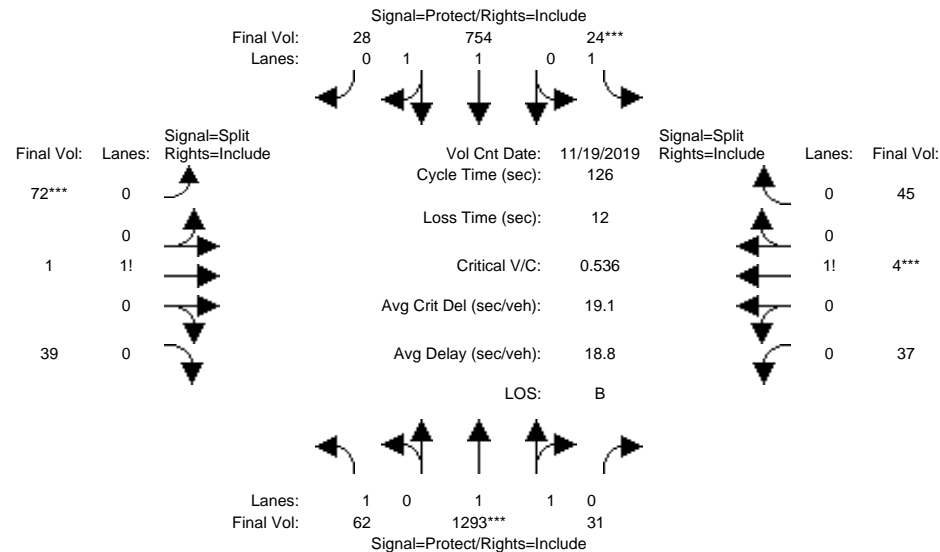 Signal=Protect/Rights=Include
Final Vol: 28 754 24***
Lanes: 0 1 1 0 1
Signal=Split
Final Vol: Lanes: Rights=Include
Vol Cnt Date: 11/19/2019
Signal=Split
Rights=Include Lanes: Final Vol:
Cycle Time (sec): 126
72*** 0
0 45
Loss Time (sec): 12
0
0
1 1!
Critical V/C: 0.536
1! 4***
0
Avg Crit Del (sec/veh): 19.1
0
39 0
Avg Delay (sec/veh): 18.8
0 37
LOS: B
Lanes: 1 0 1 1 0
Final Vol: 62 1293*** 31
Signal=Protect/Rights=Include